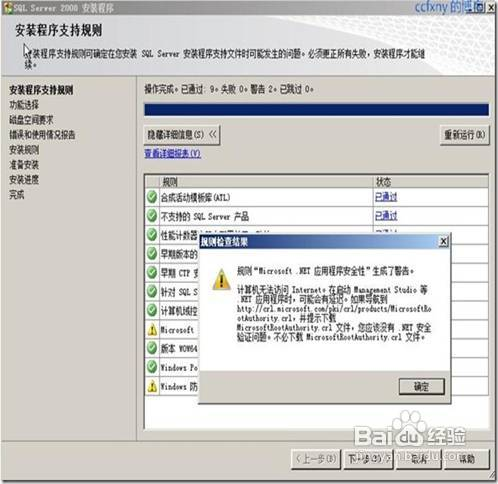 SQL Server 2008 安装程序
ccfxny 的博客
安装程序支持规则
安装程序支持规则可确定在您安装 SQL Server 安装程序支持文件时可能发生的问题。必须更正所有失败，安装程序才能继续。
安装程序支持规则
功能选择
磁盘空间要求
错误和使用情况报告
安装规则
准备安装
安装进度
完成
操作完成。已通过: 9。失败 0。警告 2。已跳过 0。
隐藏详细信息(S) <<
重新运行(R)
查看详细报表(V)
规则
状态
合成活动模板库(ATL)
已通过
不支持的 SQL Server 产品
已通过
性能计数器
早期版本的
早期 CTP 安
针对 SQL S
计算机域控
Microsoft
版本 WOW64
Windows Po
Windows 防
规则检查结果
规则“Microsoft .NET 应用程序安全性”生成了警告。
计算机无法访问 Internet。在启动 Management Studio 等
.NET 应用程序时，可能会有延迟。如果导航到
http://crl.microsoft.com/pki/crl/products/MicrosoftRo
otAuthority.crl，并提示下载
MicrosoftRootAuthority.crl 文件，您应该没有 .NET 安全
验证问题。不必下载 MicrosoftRootAuthority.crl 文件。
确定
<上一步(B)
下一步(N)>
取消
帮助
Baidu 经验
jingyan.baidu.com